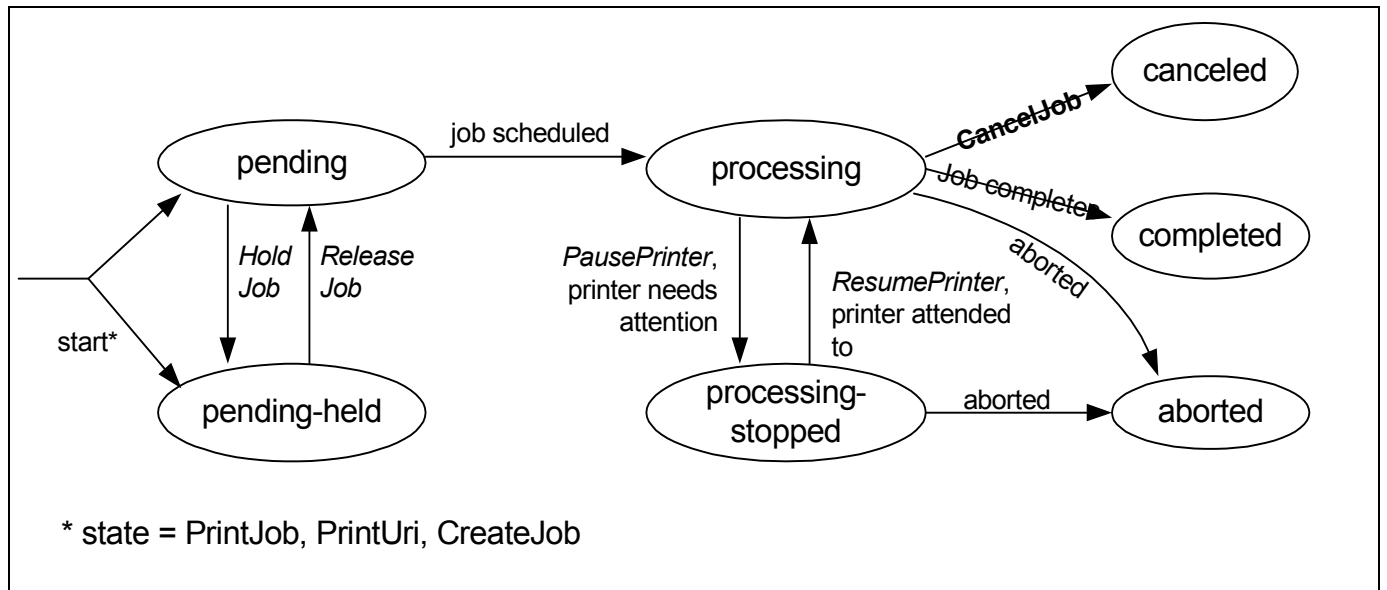 canceled
CancelJob
job scheduled
pending
processing
Job completed
completed
Hold
Job
Release
Job
PausePrinter,
printer needs
attention
ResumePrinter,
printer attended
to
aborted
start*
pending-held
processing-
stopped
aborted
aborted
* state = PrintJob, PrintUri, CreateJob